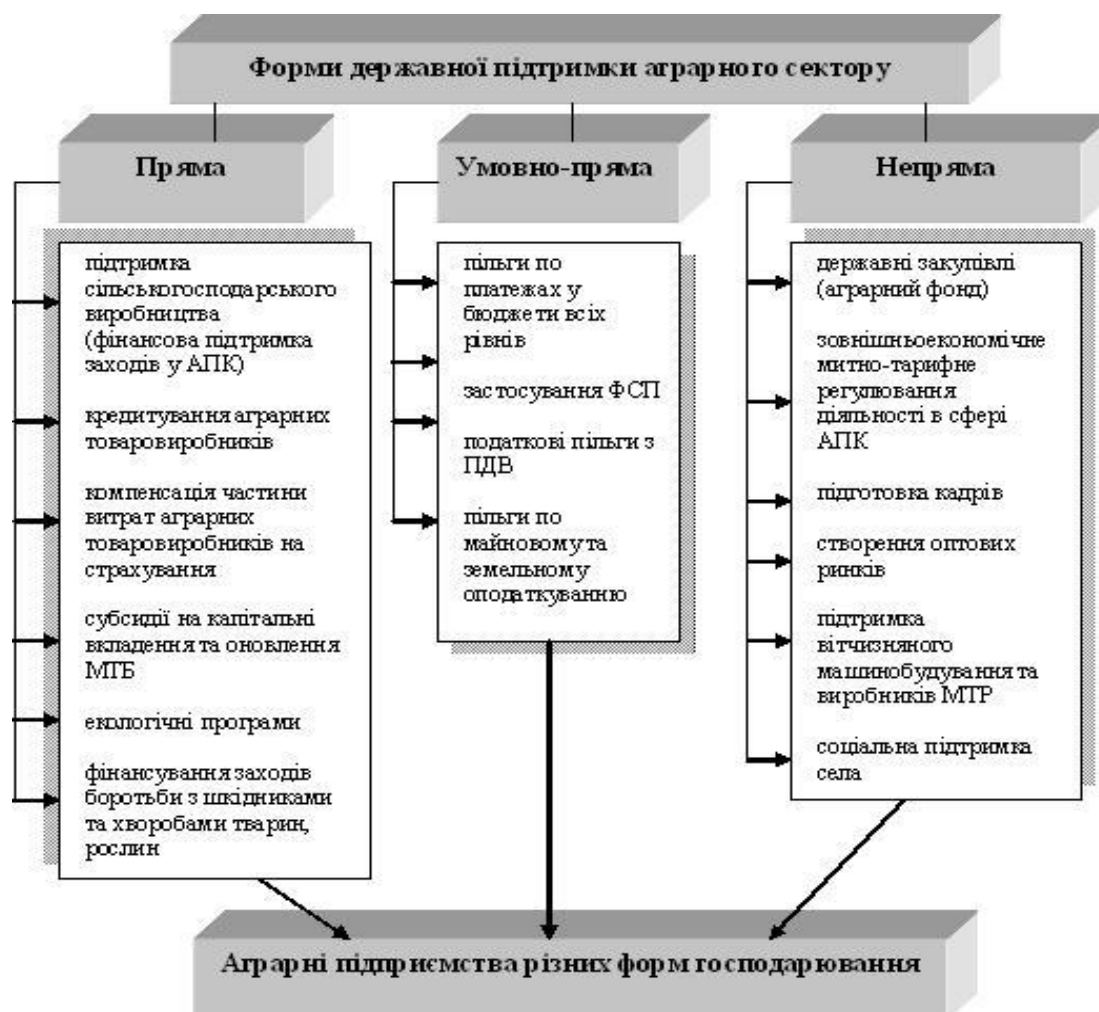 Форми державної підтримки аграрного сектору
Пряма
підтримка
сільськогосподарського
виробництва
(фінансова підтримка
заходів у АПК)
кредитування аграрних
товаровиробників
компенсація частини
витрат аграрних
товаровиробників на
страхування
субсидії на капітальні
вкладення та оновлення
МТБ
екологічні програми
фінансування заходів
боротьби з шкідниками
та хворобами тварин,
рослин
Умовно-пряма
пільги по
платежах у
бюджети всіх
рівнів
застосування ФСП
податкові пільги з
ПДВ
пільги по
майновому та
земельному
оподаткуванню
Непряма
державні закупівлі
(аграрний фонд)
зовнішньоекономічне
митно-тарифне
регулювання
діяльності в сфері
АПК
підготовка кадрів
створення оптових
ринків
підтримка
вітчизняного
машинобудування та
виробників МТР
соціальна підтримка
села
Аграрні підприємства різних форм господарювання